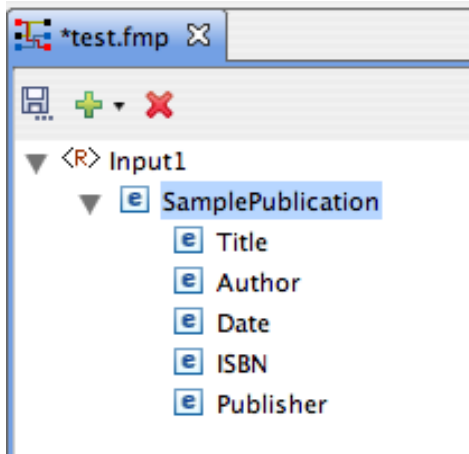 *test.fmp
<R> Input1
e SamplePublication
e Title
e Author
e Date
e ISBN
e Publisher